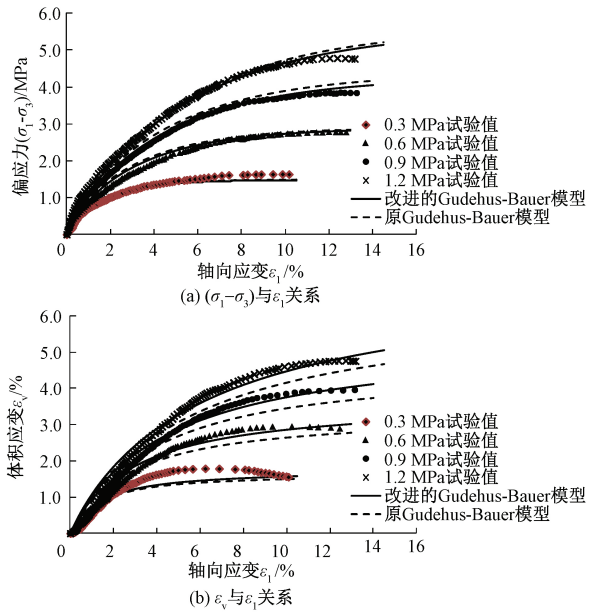 6.0
5.0
4.0
3.0
2.0
1.0
0
2
4
6
8
10
12
14
16
偏应力(σ1-σ3)/MPa
0.3 MPa试验值
0.6 MPa试验值
0.9 MPa试验值
1.2 MPa试验值
改进的Gudehus-Bauer模型
原Gudehus-Bauer模型
轴向应变ε1/%
(a) (σ1−σ3)与ε1关系
6.0
5.0
4.0
3.0
2.0
1.0
0
2
4
6
8
10
12
14
16
体积应变εv/%
0.3 MPa试验值
0.6 MPa试验值
0.9 MPa试验值
1.2 MPa试验值
改进的Gudehus-Bauer模型
原Gudehus-Bauer模型
轴向应变ε1/%
(b) εv与ε1关系